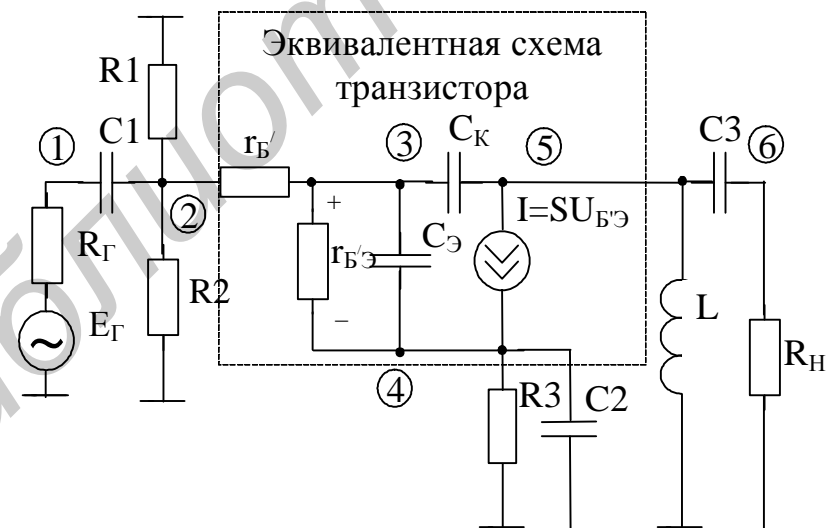 Эквивалентная схема
транзистора
R1
C1
1
2
R2
RГ
EГ
rБ′
3
CК
5
I=SUБ'Э
+
rБ′Э
−
CЭ
4
R3
C2
C3
6
L
RН